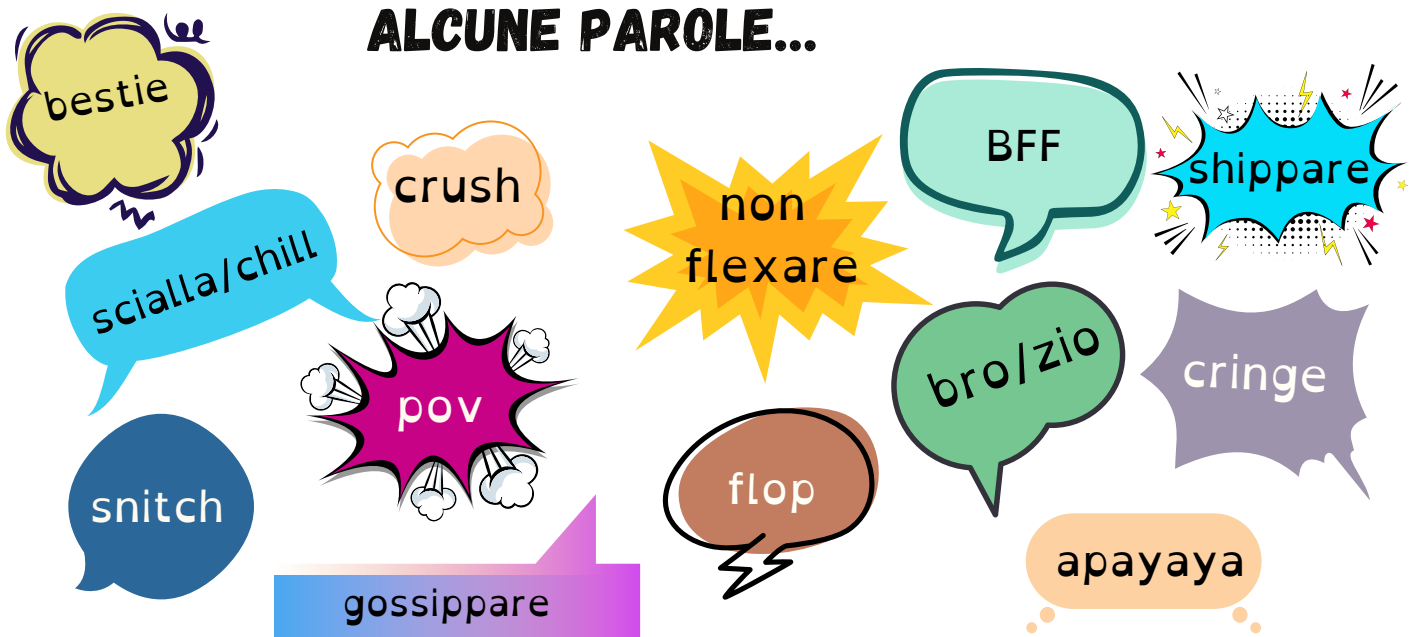 ALCUNE PAROLE...
bestie
crush
BFF
shippare
non
flexare
scialla/chill
pov
bro/zio
cringe
snitch
flop
apayaya
gossippare